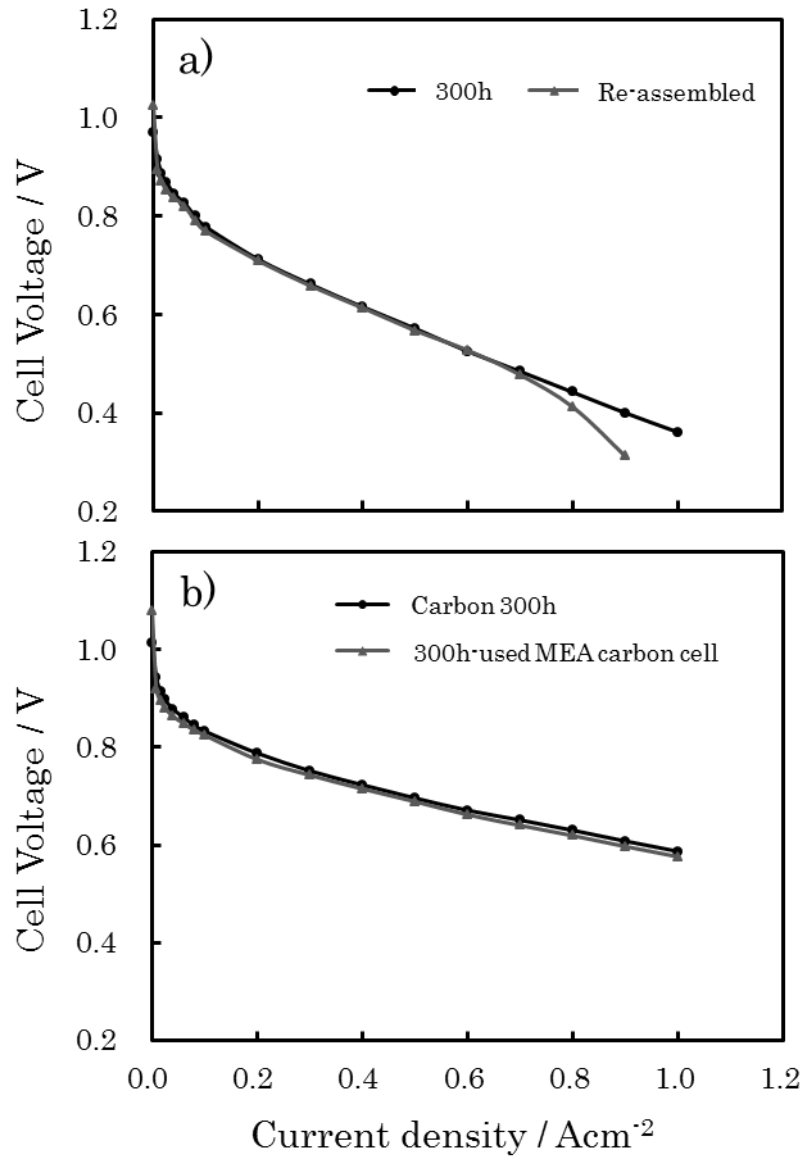 a)
300h
Re-assembled
Cell Voltage / V
1.2
1.0
0.8
0.6
0.4
0.2
b)
Carbon 300h
300h-used MEA carbon cell
Cell Voltage / V
1.2
1.0
0.8
0.6
0.4
0.2
0.0 0.2 0.4 0.6 0.8 1.0 1.2
Current density / Acm⁻²